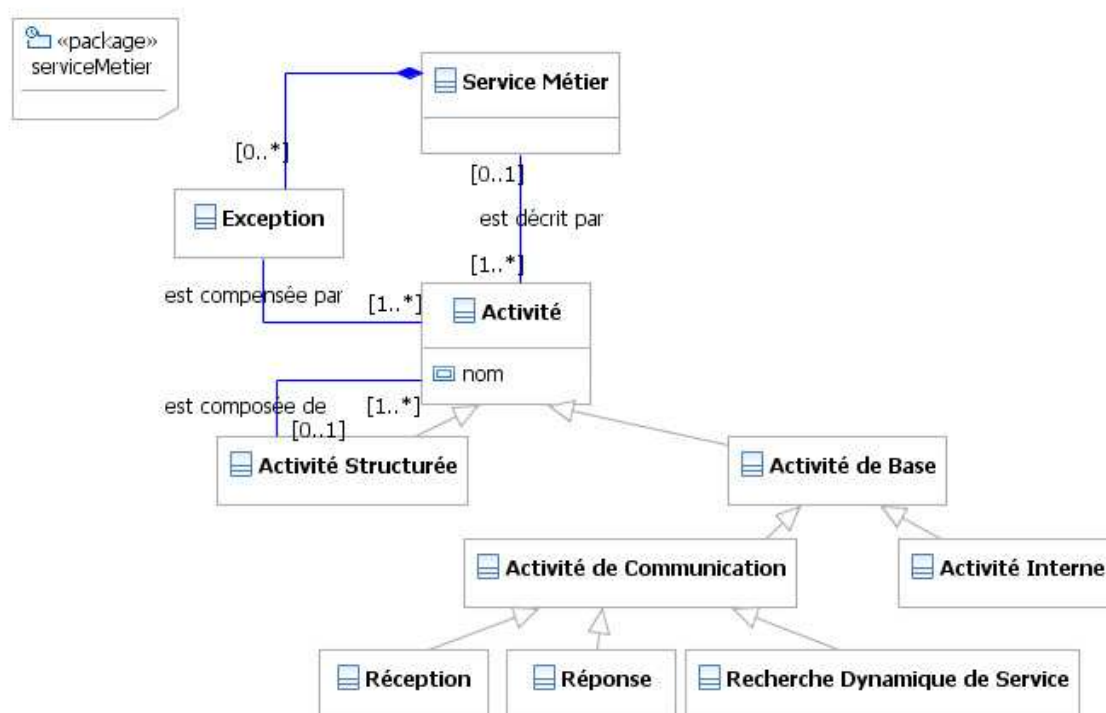 «package»
serviceMetier
Service Métier
[0..*]
[0..1]
Exception
est décrit par
[1..*]
est compensée par
[1..*]
Activité
nom
est composée de
[1..*]
[0..1]
Activité Structurée
Activité de Base
Activité de Communication
Activité Interne
Réception
Réponse
Recherche Dynamique de Service